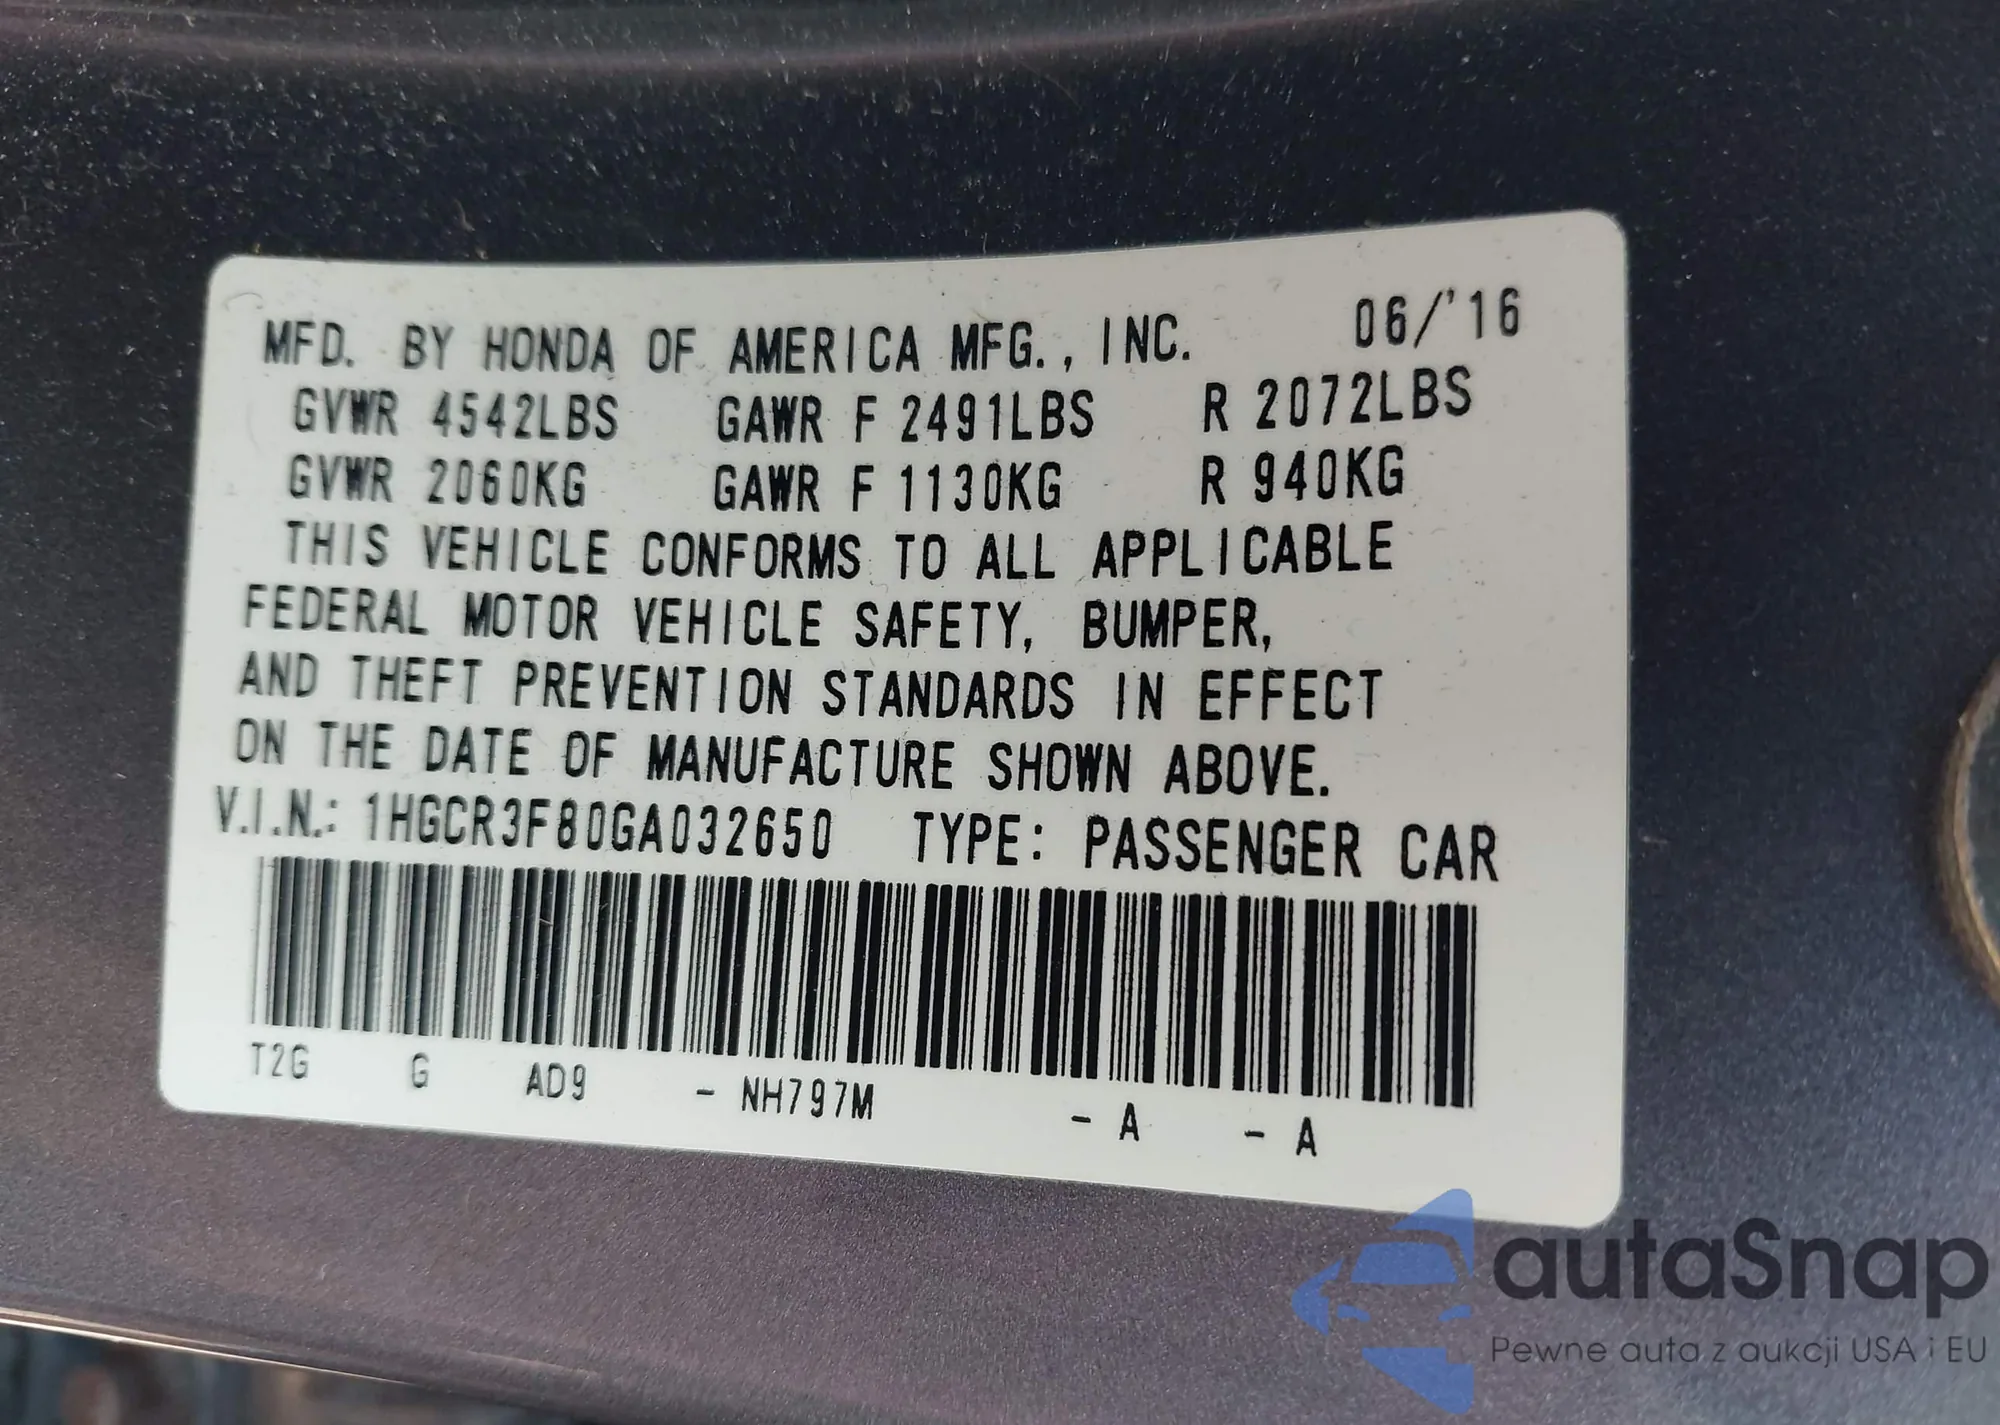 MFD. BY HONDA OF AMERICA MFG., INC. 06/'16
GVWR 4542LBS GAWR F 2491LBS R 2072LBS
GVWR 2060KG GAWR F 1130KG R 940KG
THIS VEHICLE CONFORMS TO ALL APPLICABLE
FEDERAL MOTOR VEHICLE SAFETY, BUMPER,
AND THEFT PREVENTION STANDARDS IN EFFECT
ON THE DATE OF MANUFACTURE SHOWN ABOVE.
V.I.N.: 1HGCR3F80GA032650 TYPE: PASSENGER CAR
T2G G AD9 - NH797M - A - A
autaSnap
Pewne auta z aukcji USA i EU